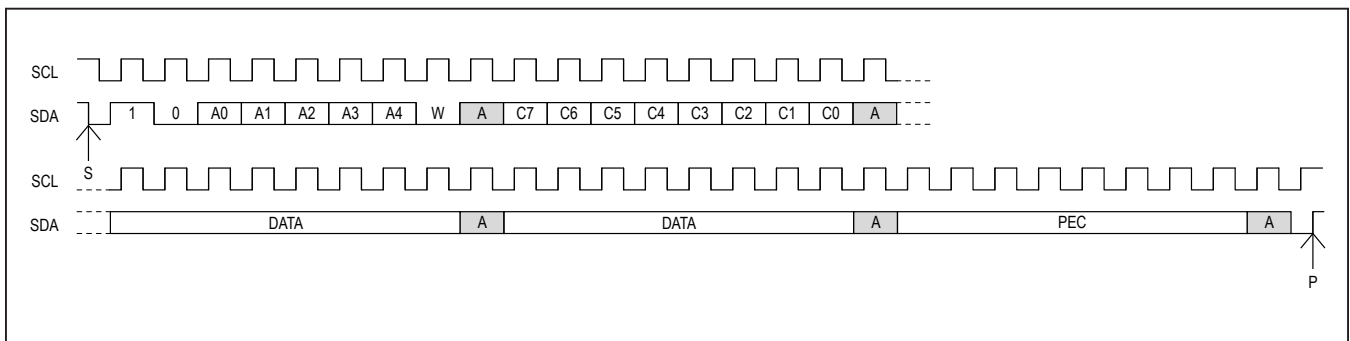 SCL
SDA 1 0 A0 A1 A2 A3 A4 W A C7 C6 C5 C4 C3 C2 C1 C0 A
S
SCL
SDA DATA A DATA A PEC A
P